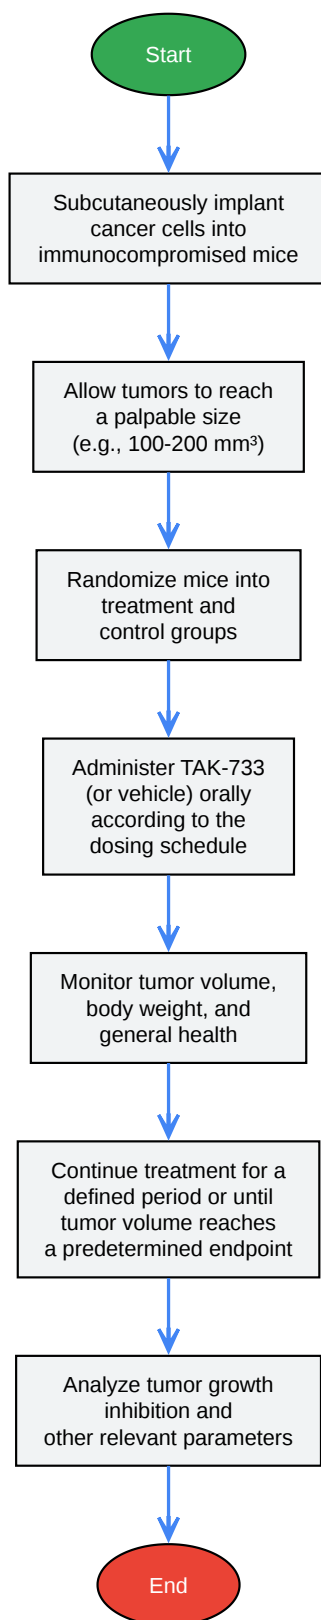 Start
Subcutaneously implant
cancer cells into
immunocompromised mice
Allow tumors to reach
a palpable size
(e.g., 100-200 mm³)
Randomize mice into
treatment and
control groups
Administer TAK-733
(or vehicle) orally
according to the
dosing schedule
Monitor tumor volume,
body weight, and
general health
Continue treatment for a
defined period or until
tumor volume reaches
a predetermined endpoint
Analyze tumor growth
inhibition and
other relevant parameters
End